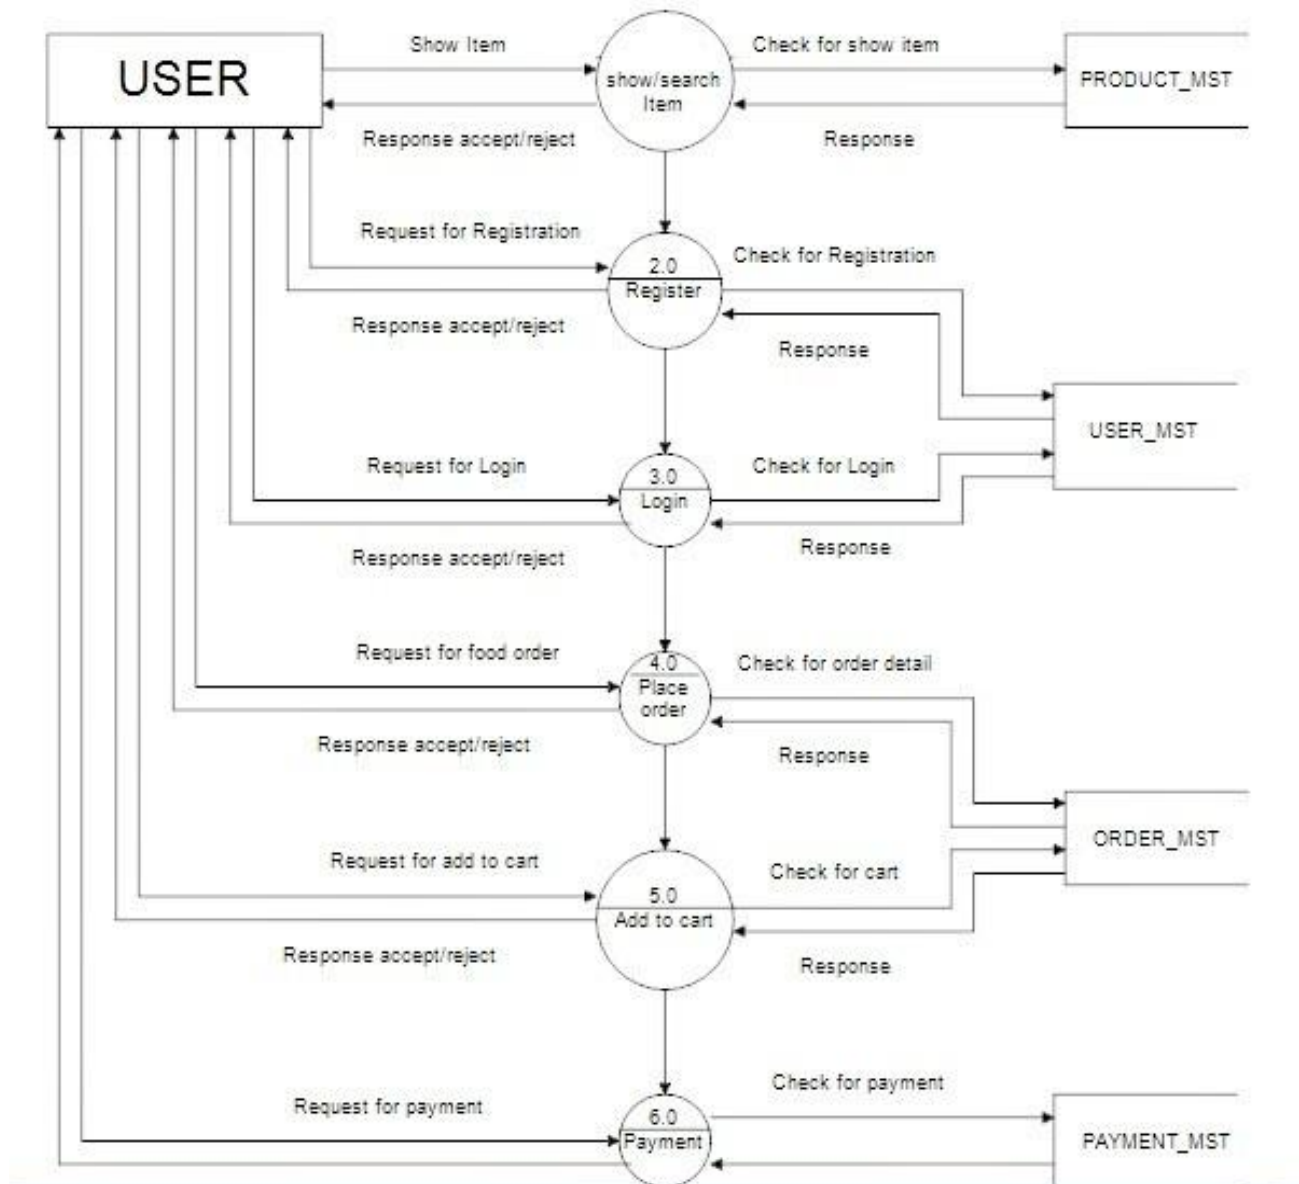 Show Item
Check for show item
USER
show/search
Item
PRODUCT_MST
Response accept/reject
Response
Request for Registration
Check for Registration
2.0
Register
Response accept/reject
Response
USER_MST
Request for Login
Check for Login
3.0
Login
Response accept/reject
Response
Request for food order
Check for order detail
4.0
Place
order
Response accept/reject
Response
ORDER_MST
Request for add to cart
Check for cart
5.0
Add to cart
Response accept/reject
Response
Check for payment
Request for payment
6.0
Payment
PAYMENT_MST